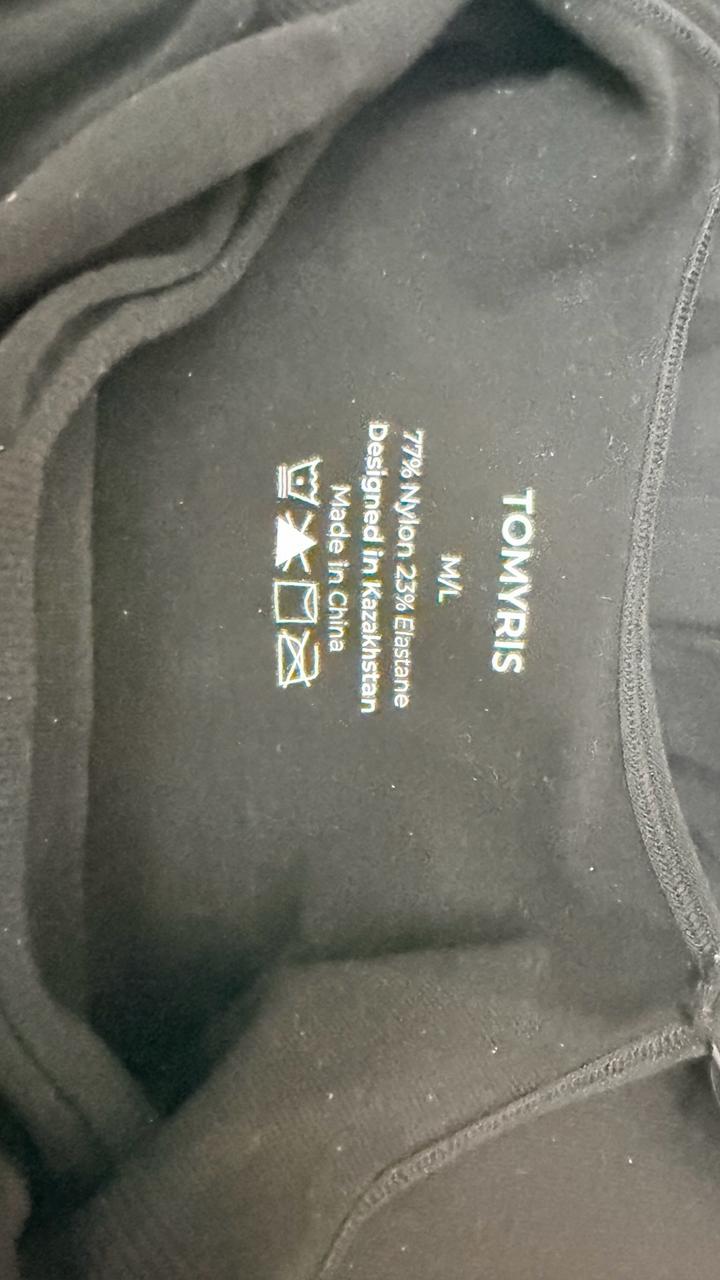 TOMYRIS
M/L
77% Nylon 23% Elastane
Designed in Kazakhstan
Made in China